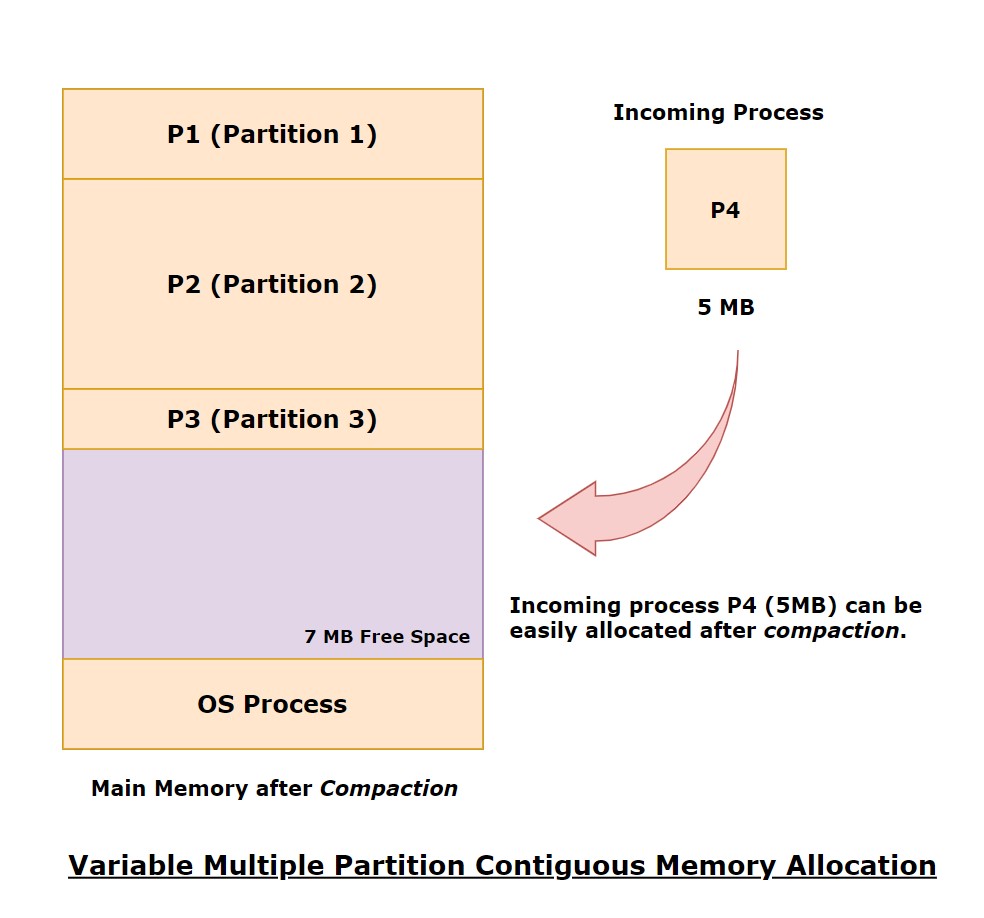 P1 (Partition 1)
P2 (Partition 2)
P3 (Partition 3)
7 MB Free Space
OS Process
Main Memory after Compaction
Incoming Process
P4
5 MB
Incoming process P4 (5MB) can be
easily allocated after compaction.
Variable Multiple Partition Contiguous Memory Allocation